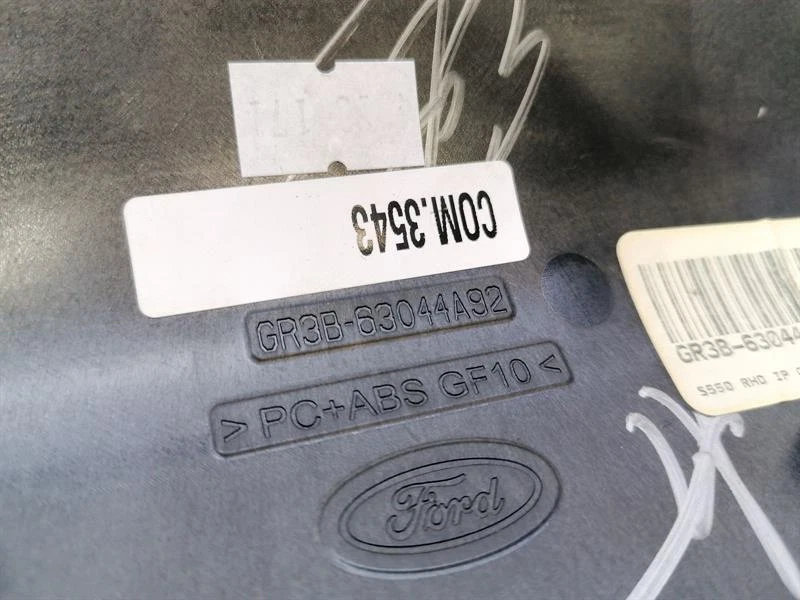 COM.3543
GR3B-63044A92
> PC+ABS GF10 <
Ford
GR3B-63044
S550 RHD IP